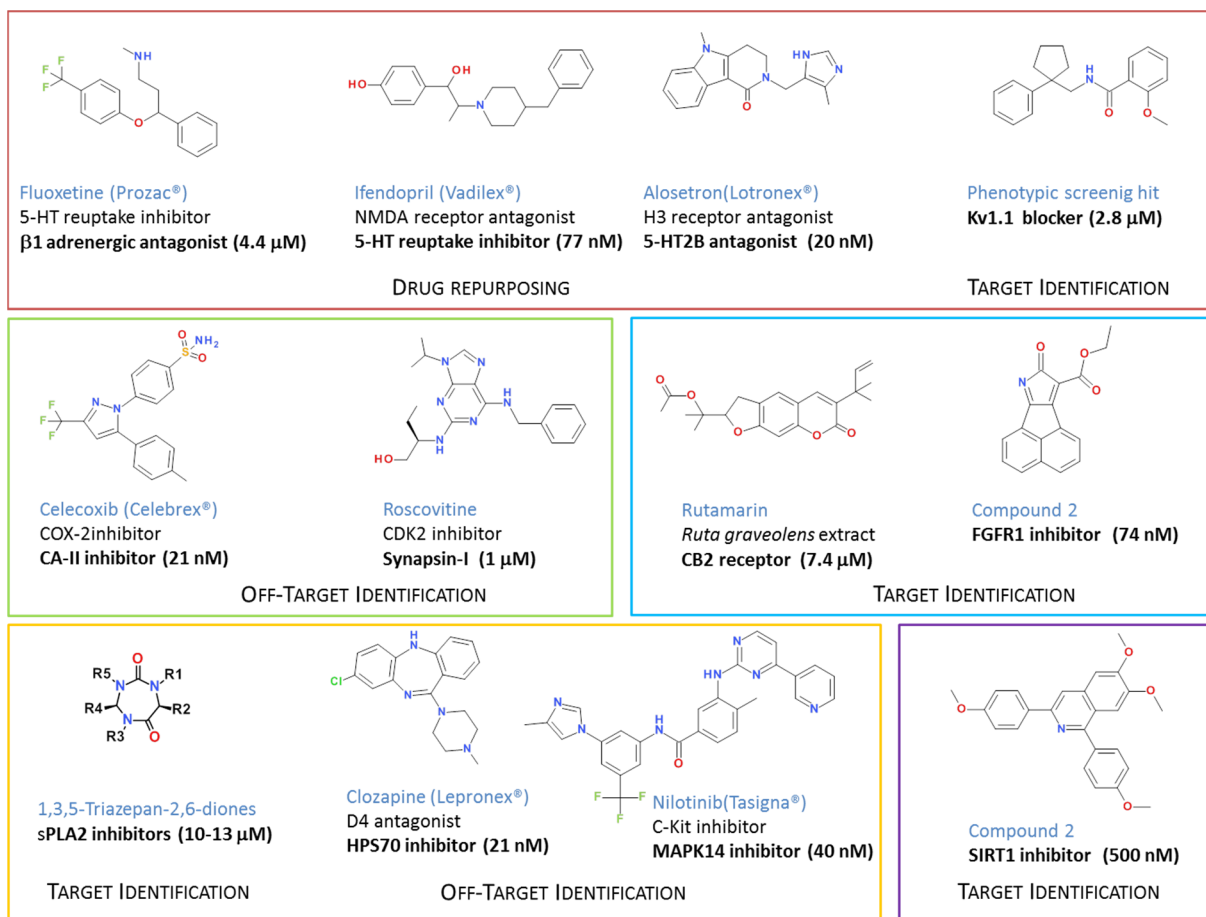 Fluoxetine (Prozac®)
5-HT reuptake inhibitor
β1 adrenergic antagonist (4.4 µM)
Ifendopril (Vadilex®)
NMDA receptor antagonist
5-HT reuptake inhibitor (77 nM)
Alosetron(Lotronex®)
H3 receptor antagonist
5-HT2B antagonist (20 nM)
Phenotypic screenig hit
Kv1.1 blocker (2.8 µM)
DRUG REPURPOSING
TARGET IDENTIFICATION
Celecoxib (Celebrex®)
COX-2inhibitor
CA-II inhibitor (21 nM)
Roscovitine
CDK2 inhibitor
Synapsin-I (1 µM)
OFF-TARGET IDENTIFICATION
Rutamarin
Ruta graveolens extract
CB2 receptor (7.4 µM)
Compound 2
FGFR1 inhibitor (74 nM)
TARGET IDENTIFICATION
R5
R1
R4
R2
R3
1,3,5-Triazepan-2,6-diones
sPLA2 inhibitors (10-13 µM)
Clozapine (Lepronex®)
D4 antagonist
HPS70 inhibitor (21 nM)
Nilotinib(Tasigna®)
C-Kit inhibitor
MAPK14 inhibitor (40 nM)
TARGET IDENTIFICATION
OFF-TARGET IDENTIFICATION
Compound 2
SIRT1 inhibitor (500 nM)
TARGET IDENTIFICATION